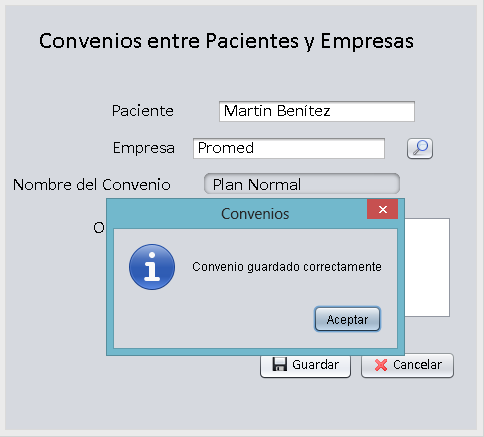 Convenios entre Pacientes y Empresas
Paciente Martin Benítez
Empresa Promed
Nombre del Convenio Plan Normal
Convenios
Convenio guardado correctamente
Aceptar
Guardar Cancelar